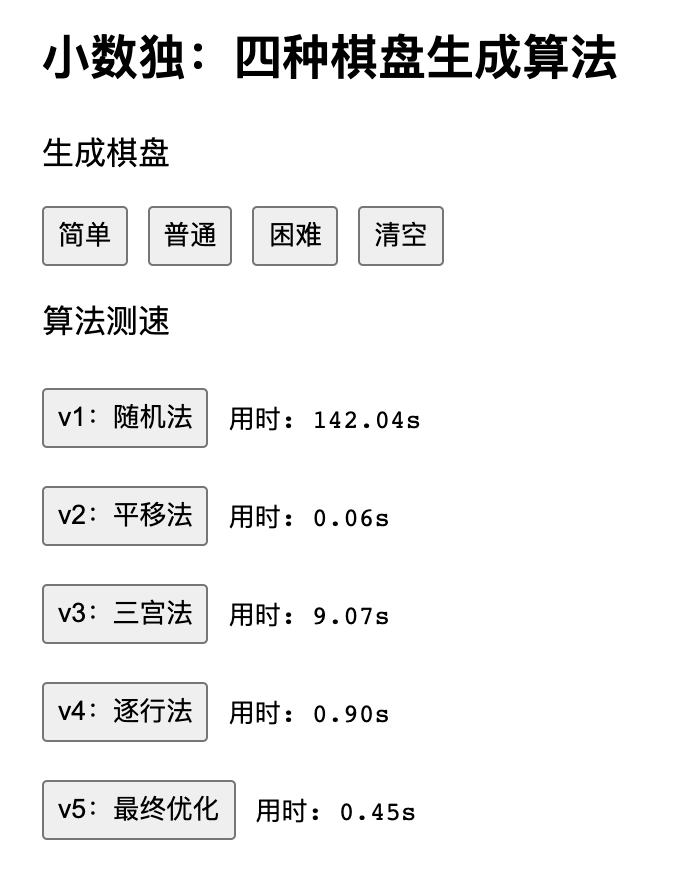 小数独：四种棋盘生成算法
生成棋盘
简单 普通 困难 清空
算法测速
v1：随机法 用时：142.04s
v2：平移法 用时：0.06s
v3：三宫法 用时：9.07s
v4：逐行法 用时：0.90s
v5：最终优化 用时：0.45s